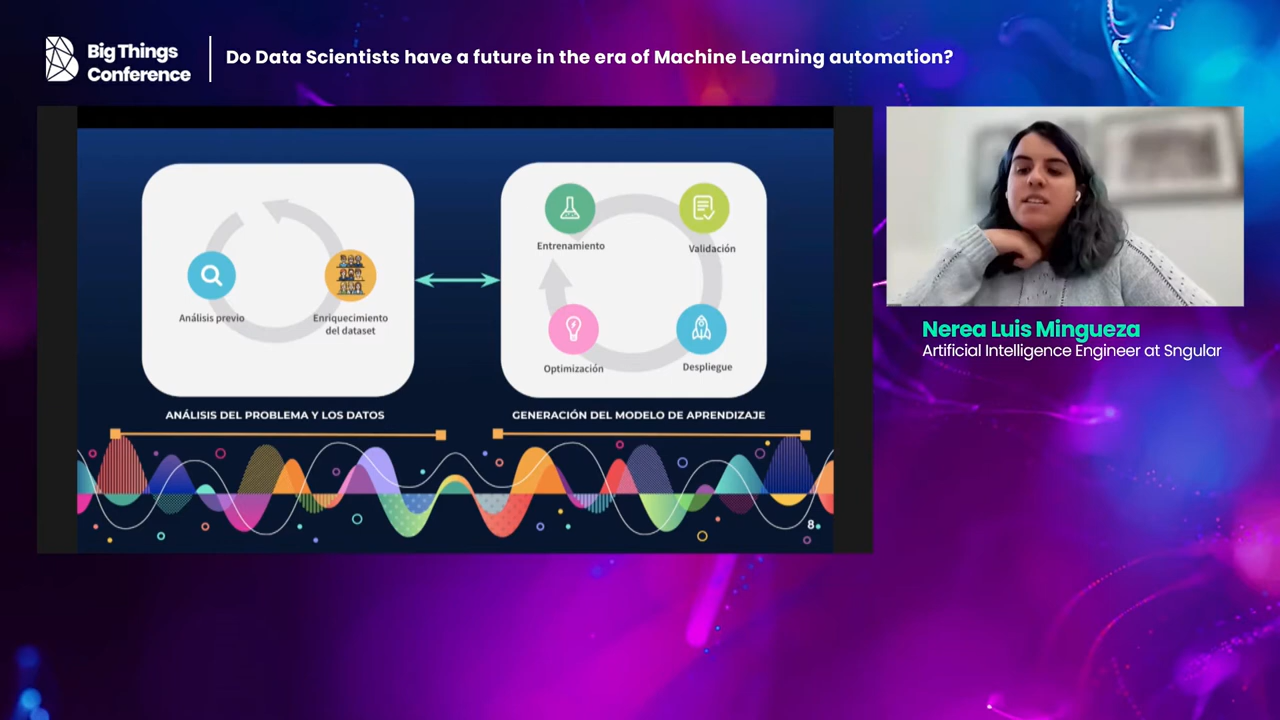 Big Things
Conference
Do Data Scientists have a future in the era of Machine Learning automation?
Análisis previo
Enriquecimiento
del dataset
ANÁLISIS DEL PROBLEMA Y LOS DATOS
Entrenamiento
Validación
Optimización
Despliegue
GENERACIÓN DEL MODELO DE APRENDIZAJE
8
Nerea Luis Mingueza
Artificial Intelligence Engineer at Sngular